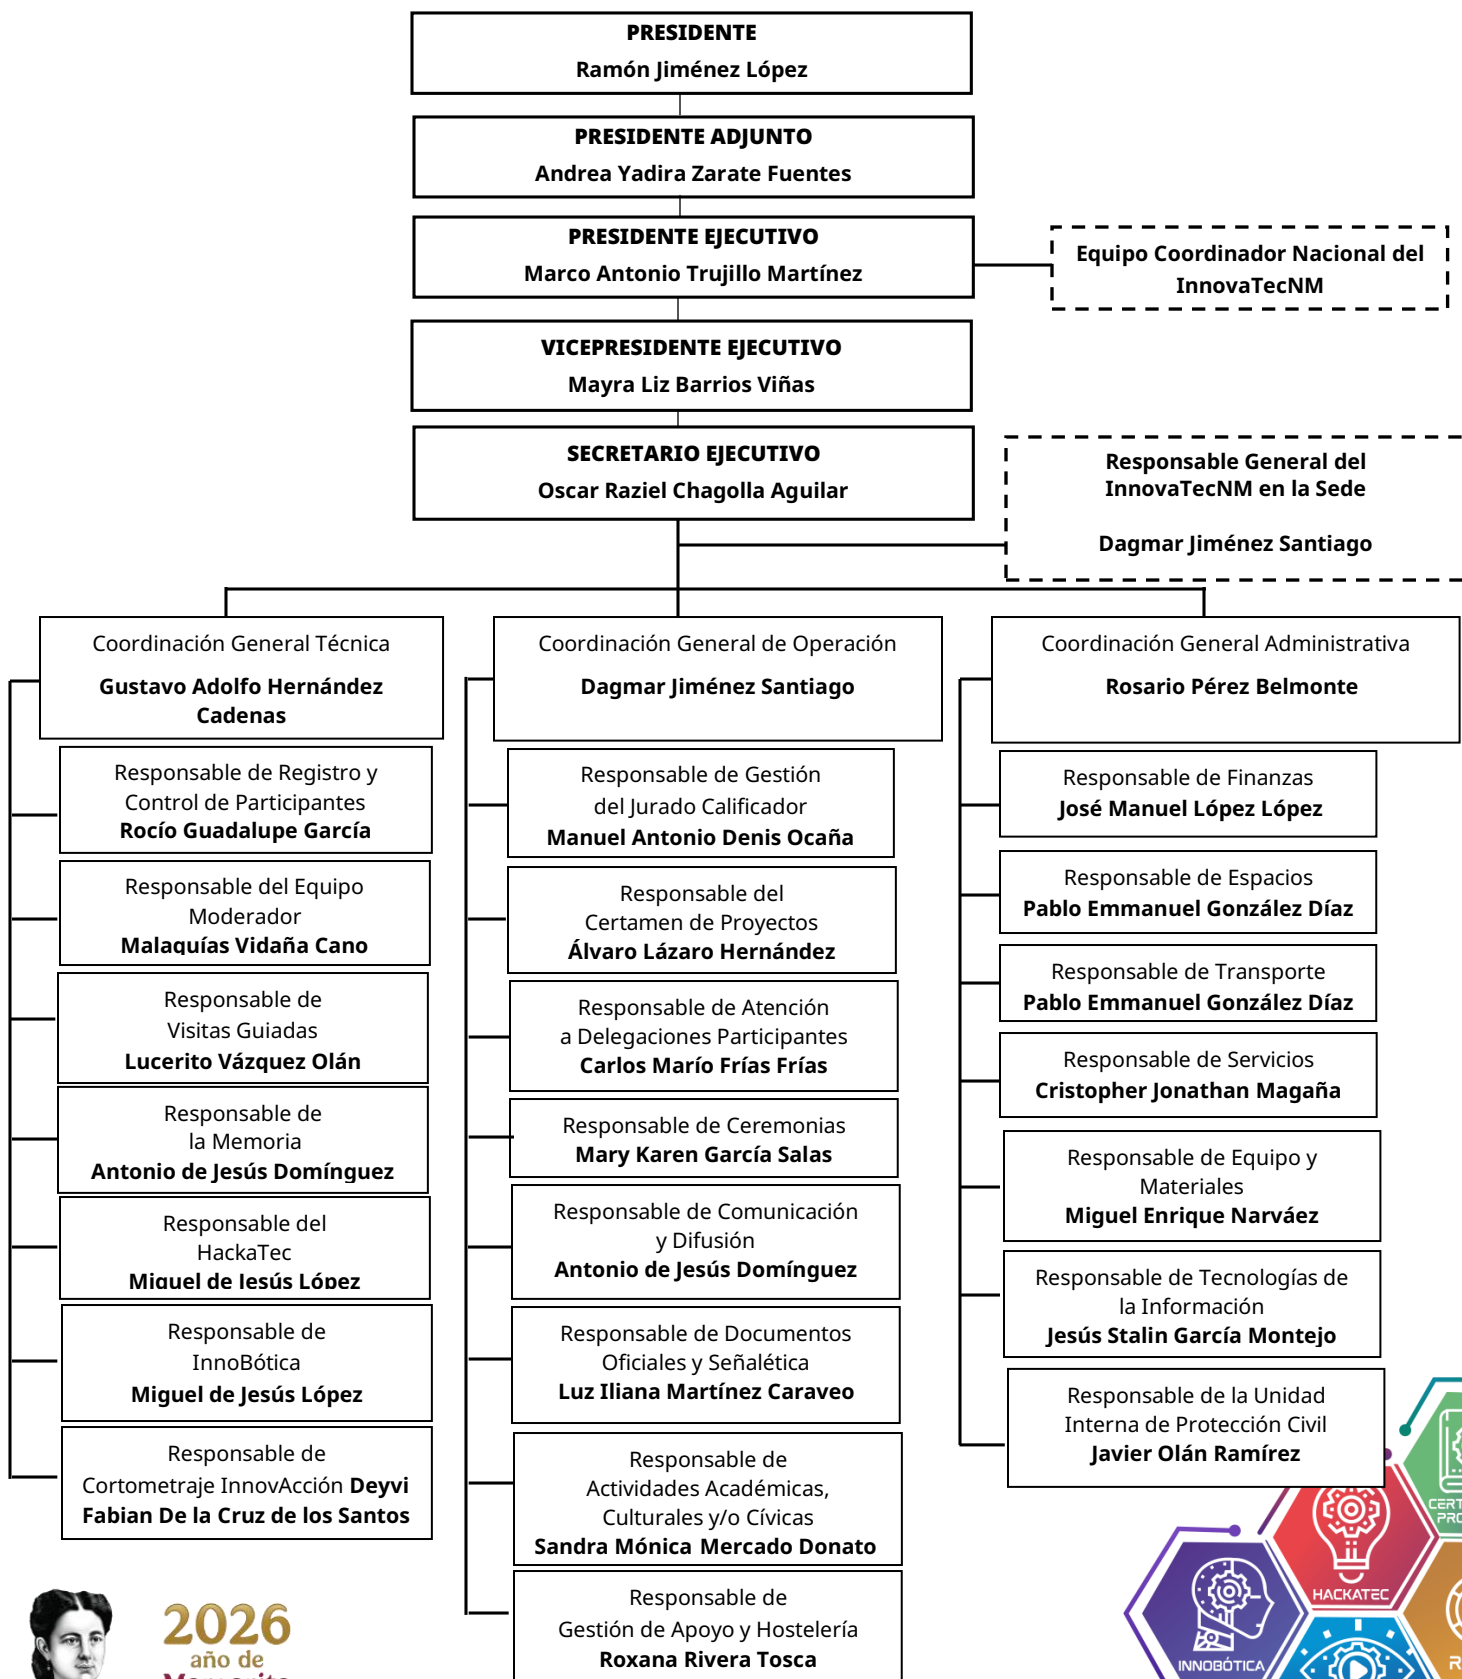 PRESIDENTE
Ramón Jiménez López
PRESIDENTE ADJUNTO
Andrea Yadira Zarate Fuentes
PRESIDENTE EJECUTIVO
Marco Antonio Trujillo Martínez
Equipo Coordinador Nacional del
InnovaTecNM
VICEPRESIDENTE EJECUTIVO
Mayra Liz Barrios Viñas
SECRETARIO EJECUTIVO
Oscar Raziel Chagolla Aguilar
Responsable General del
InnovaTecNM en la Sede
Dagmar Jiménez Santiago
Coordinación General Técnica
Gustavo Adolfo Hernández
Cadenas
Responsable de Registro y
Control de Participantes
Rocío Guadalupe García
Responsable del Equipo
Moderador
Malaquías Vidaña Cano
Responsable de
Visitas Guiadas
Lucerito Vázquez Olán
Responsable de
la Memoria
Antonio de Jesús Domínguez
Responsable del
HackaTec
Miguel de Jesús López
Responsable de
InnoBótica
Miguel de Jesús López
Responsable de
Cortometraje InnovAcción Deyvi
Fabian De la Cruz de los Santos
Coordinación General de Operación
Dagmar Jiménez Santiago
Responsable de Gestión
del Jurado Calificador
Manuel Antonio Denis Ocaña
Responsable del
Certamen de Proyectos
Álvaro Lázaro Hernández
Responsable de Atención
a Delegaciones Participantes
Carlos Marío Frías Frías
Responsable de Ceremonias
Mary Karen García Salas
Responsable de Comunicación
y Difusión
Antonio de Jesús Domínguez
Responsable de Documentos
Oficiales y Señalética
Luz Iliana Martínez Caraveo
Responsable de
Actividades Académicas,
Culturales y/o Cívicas
Sandra Mónica Mercado Donato
Responsable de
Gestión de Apoyo y Hostelería
Roxana Rivera Tosca
Coordinación General Administrativa
Rosario Pérez Belmonte
Responsable de Finanzas
José Manuel López López
Responsable de Espacios
Pablo Emmanuel González Díaz
Responsable de Transporte
Pablo Emmanuel González Díaz
Responsable de Servicios
Cristopher Jonathan Magaña
Responsable de Equipo y
Materiales
Miguel Enrique Narváez
Responsable de Tecnologías de
la Información
Jesús Stalin García Montejo
Responsable de la Unidad
Interna de Protección Civil
Javier Olán Ramírez
2026
año de
Margarita
HACKATEC
INNOBÓTICA